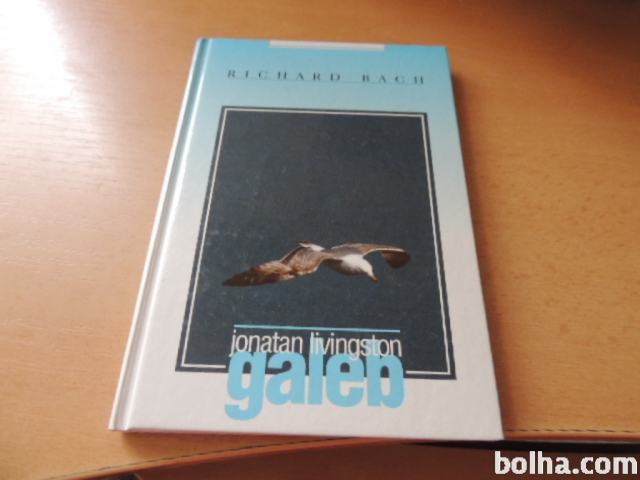 RICHARD BACH
jonatan livingston
galeb
bolha.com